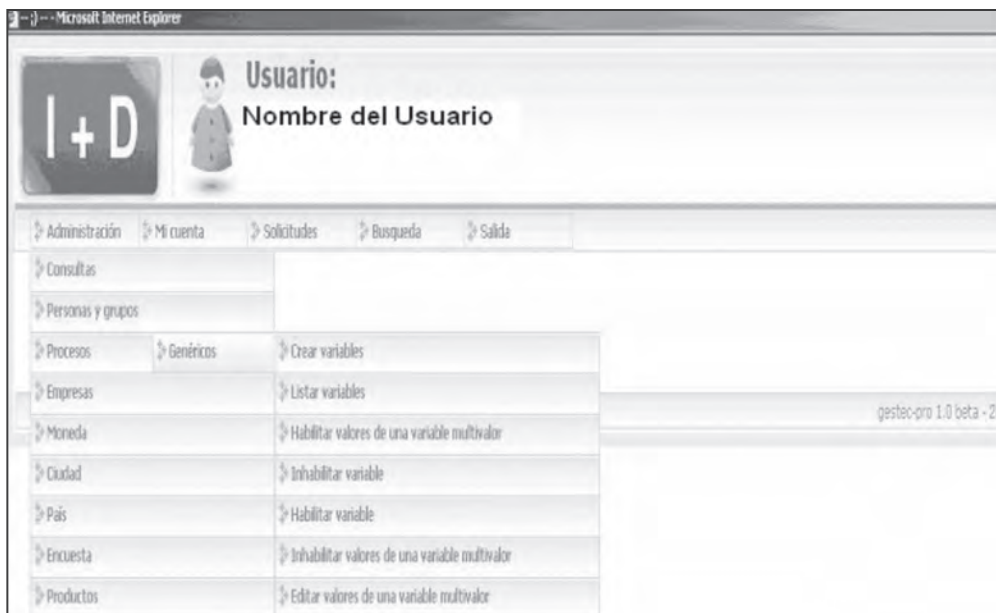 --;)-- - Microsoft Internet Explorer
I + D
Usuario:
Nombre del Usuario
Administración Mi cuenta Solicitudes Busqueda Salida
Consultas
Personas y grupos
Procesos Genéricos Crear variables
Empresas Listar variables
gestec-pro 1.0 beta - 2
Moneda Habilitar valores de una variable multivalor
Ciudad Inhabilitar variable
País Habilitar variable
Encuesta Inhabilitar valores de una variable multivalor
Productos Editar valores de una variable multivalor